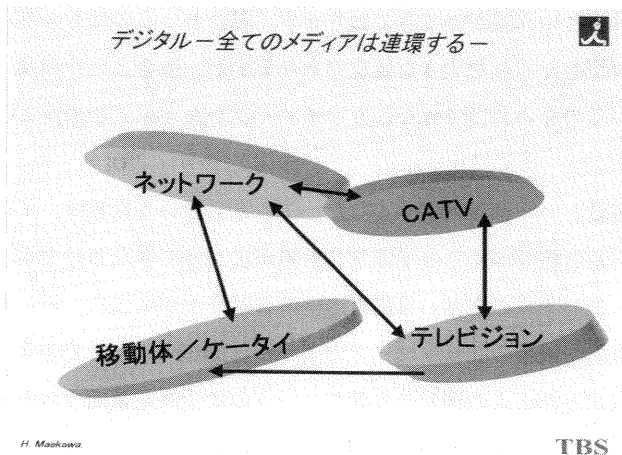 デジタルー全てのメディアは連環するー
ネットワーク
CATV
移動体／ケータイ
テレビジョン
H. Maekawa.
TBS